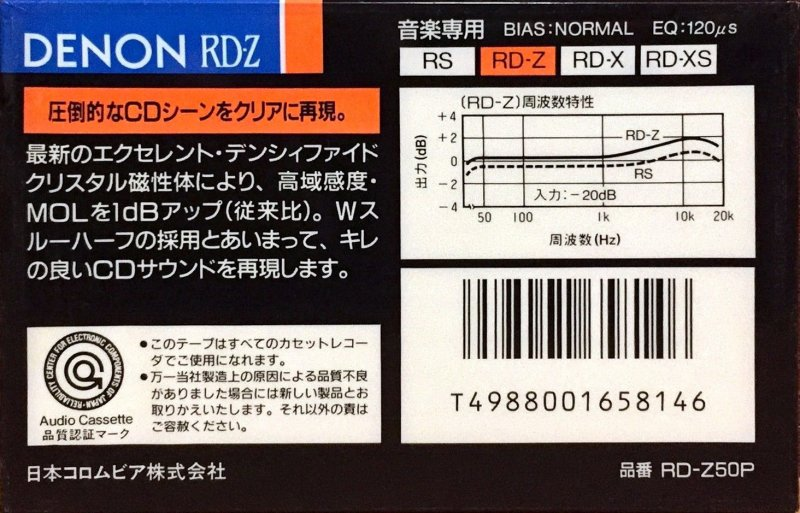 DENON RD-Z
音楽専用 BIAS:NORMAL EQ:120μs
RS RD-Z RD-X RD-XS
圧倒的なCDシーンをクリアに再現。
最新のエクセレント・デンシィファイド
クリスタル磁性体により、高域感度・
MOLを1dBアップ(従来比)。Wス
ルーハーフの採用とあいまって、キレ
の良いCDサウンドを再現します。
(RD-Z)周波数特性
出力(dB)
+4
+2
0
-2
-4
RD-Z
RS
入力:-20dB
50 100 1k 10k 20k
周波数(Hz)
RELIABILITY CENTER FOR ELECTRONIC COMPONENTS OF JAPAN
Audio Cassette
品質認証マーク
●このテープはすべてのカセットレコー
ダでご使用になれます。
●万一当社製造上の原因による品質不良
がありました場合には新しい製品とお
取りかえいたします。それ以外の責は
ご容赦ください。
T4988001658146
日本コロムビア株式会社
品番 RD-Z50P